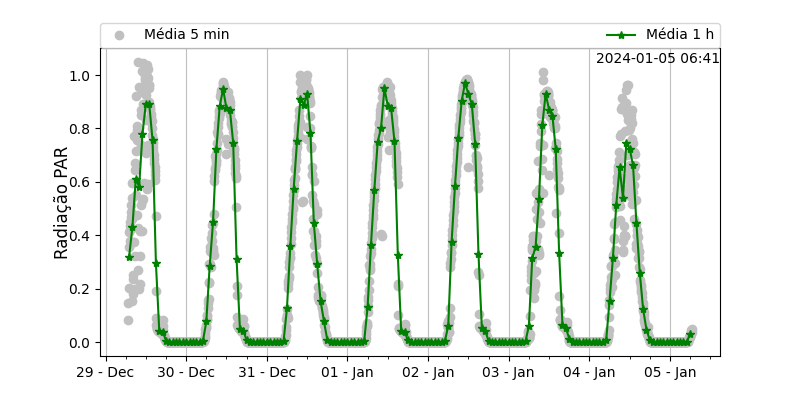 Média 5 min
Média 1 h
2024-01-05 06:41
Radiação PAR
1.0
0.8
0.6
0.4
0.2
0.0
29 - Dec
30 - Dec
31 - Dec
01 - Jan
02 - Jan
03 - Jan
04 - Jan
05 - Jan